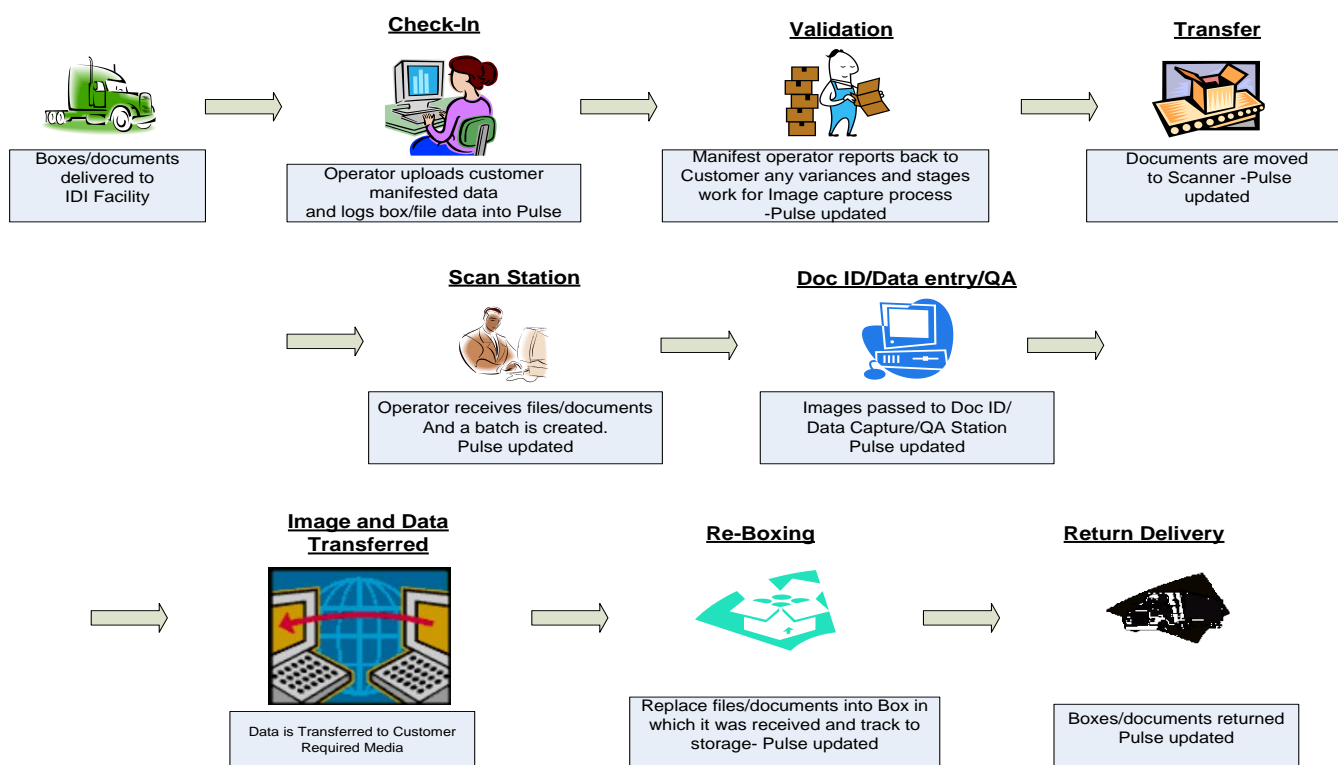 Check-In
Validation
Transfer
Boxes/documents
delivered to
IDI Facility
Operator uploads customer
manifested data
and logs box/file data into Pulse
Manifest operator reports back to
Customer any variances and stages
work for Image capture process
-Pulse updated
Documents are moved
to Scanner -Pulse
updated
Scan Station
Doc ID/Data entry/QA
Operator receives files/documents
And a batch is created.
Pulse updated
Images passed to Doc ID/
Data Capture/QA Station
Pulse updated
Image and Data
Transferred
Re-Boxing
Return Delivery
Data is Transferred to Customer
Required Media
Replace files/documents into Box in
which it was received and track to
storage- Pulse updated
Boxes/documents returned
Pulse updated